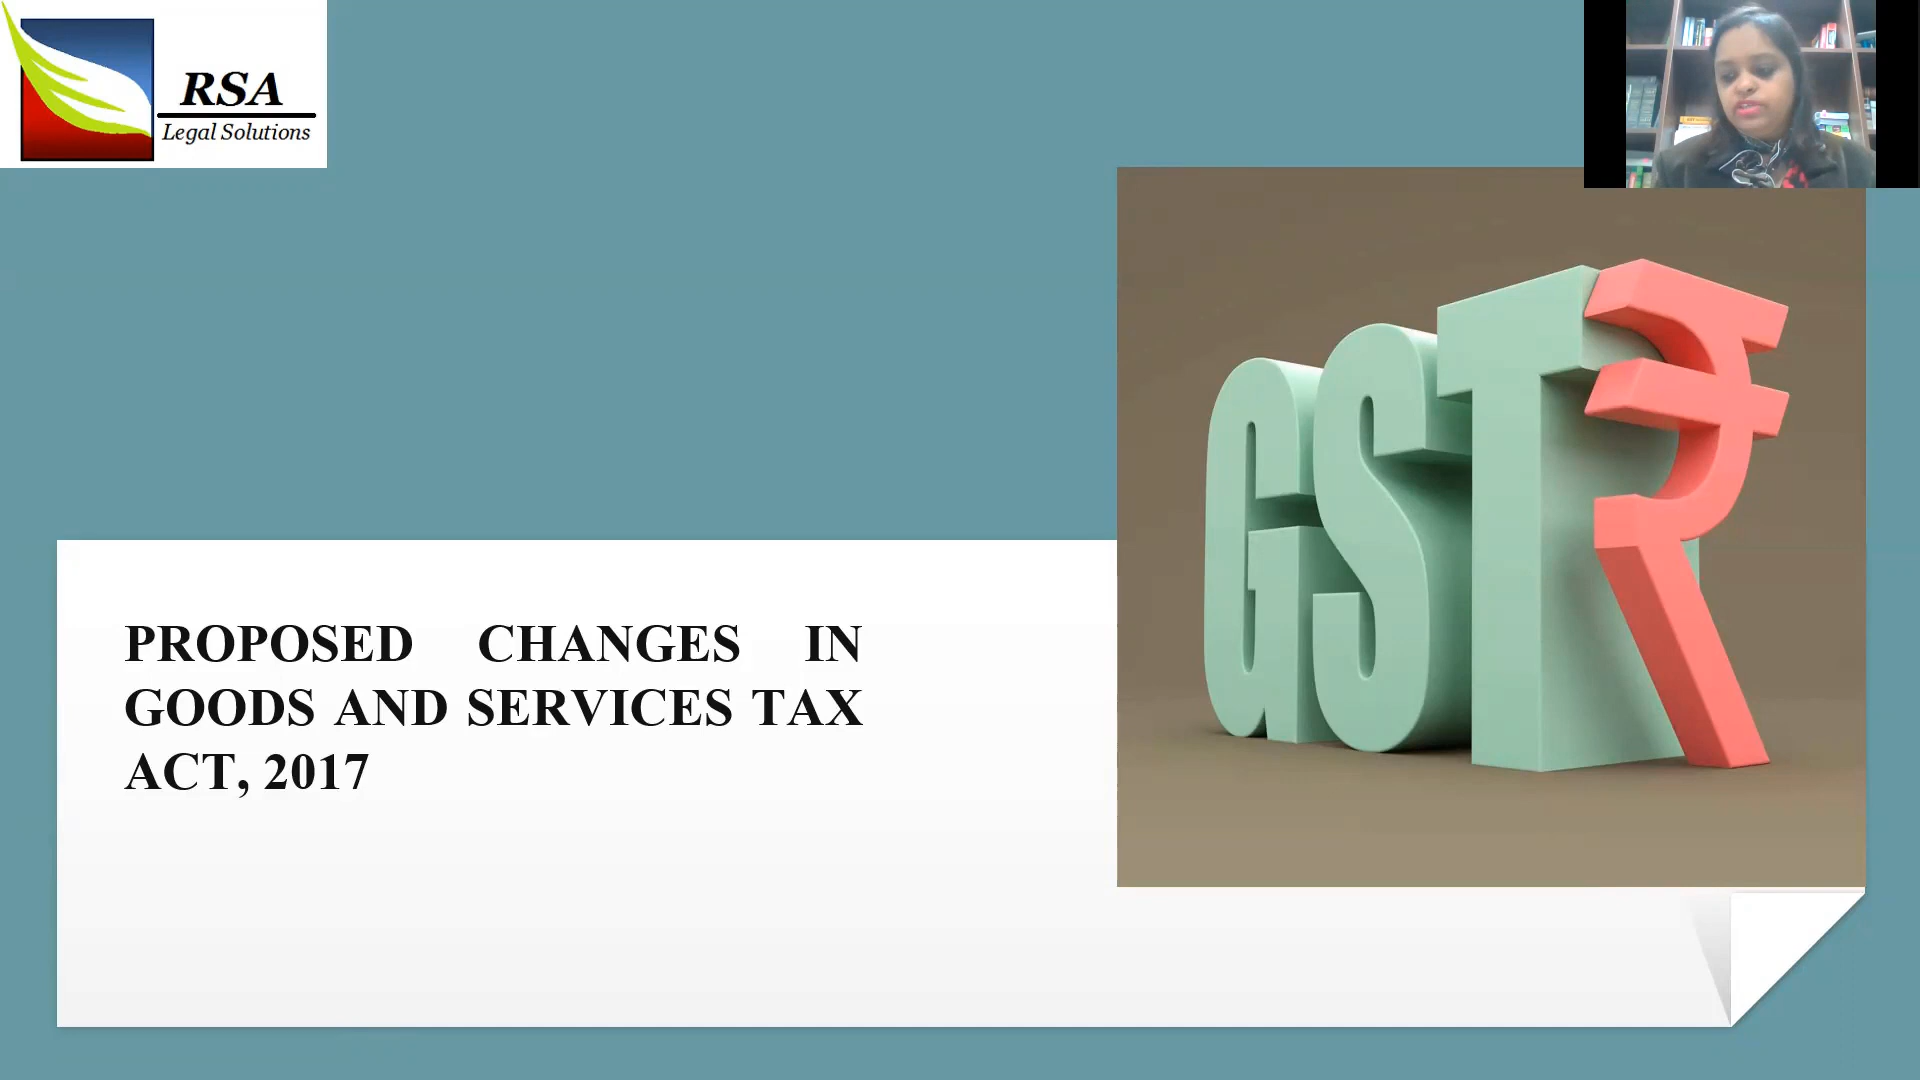 RSA
Legal Solutions
GST₹
PROPOSED CHANGES IN
GOODS AND SERVICES TAX
ACT, 2017